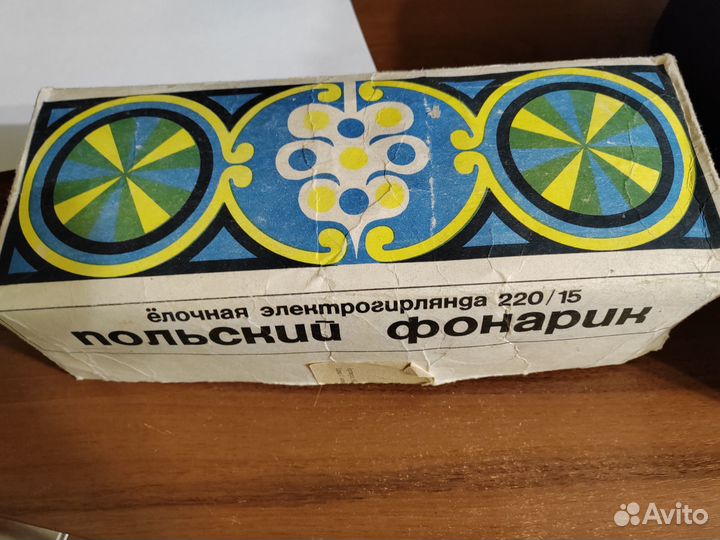 ёлочная электрогирлянда 220/15
польский фонарик
Avito